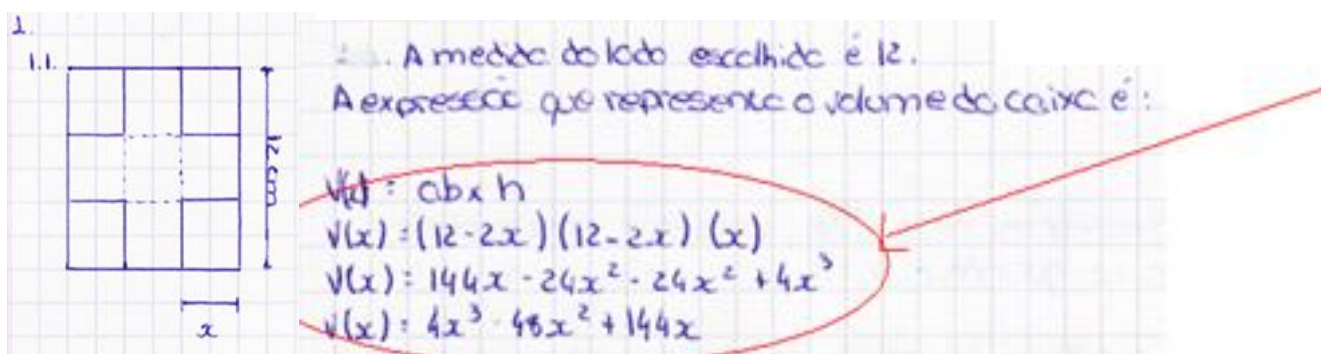 1.
1.1.
12 cm
x
A medida do lado escolhida é 12.
A expressão que representa o volume da caixa é:
V(x) = ab x h
V(x) = (12-2x)(12-2x)(x)
V(x) = 144x - 24x² - 24x² + 4x³
V(x) = 4x³ - 48x² + 144x